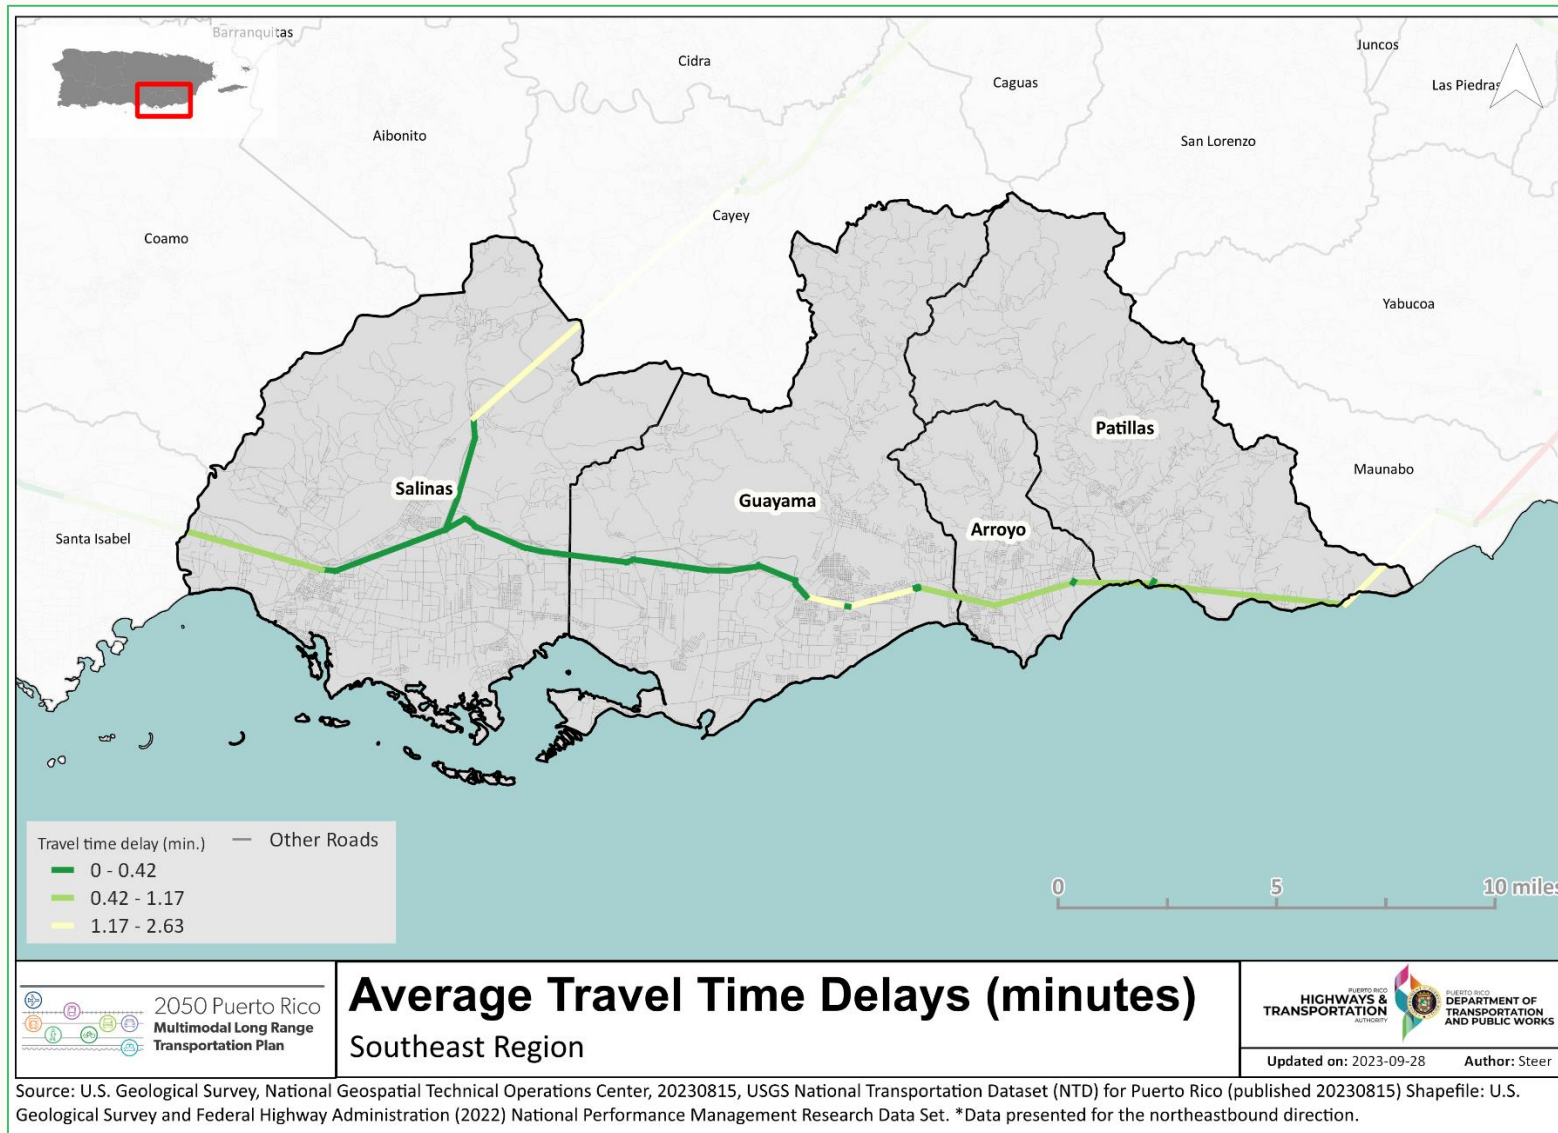 Barranquitas
Cidra
Juncos
Caguas
Las Piedras
Aibonito
San Lorenzo
Cayey
Coamo
Yabucoa
Patillas
Maunabo
Salinas
Guayama
Arroyo
Santa Isabel
Travel time delay (min.)
Other Roads
0 - 0.42
0.42 - 1.17
1.17 - 2.63
0 5 10 miles
2050 Puerto Rico
Multimodal Long Range
Transportation Plan
Average Travel Time Delays (minutes)
Southeast Region
PUERTO RICO
HIGHWAYS &
TRANSPORTATION
AUTHORITY
PUERTO RICO
DEPARTMENT OF
TRANSPORTATION
AND PUBLIC WORKS
Updated on: 2023-09-28 Author: Steer
Source: U.S. Geological Survey, National Geospatial Technical Operations Center, 20230815, USGS National Transportation Dataset (NTD) for Puerto Rico (published 20230815) Shapefile: U.S.
Geological Survey and Federal Highway Administration (2022) National Performance Management Research Data Set. *Data presented for the northeastbound direction.